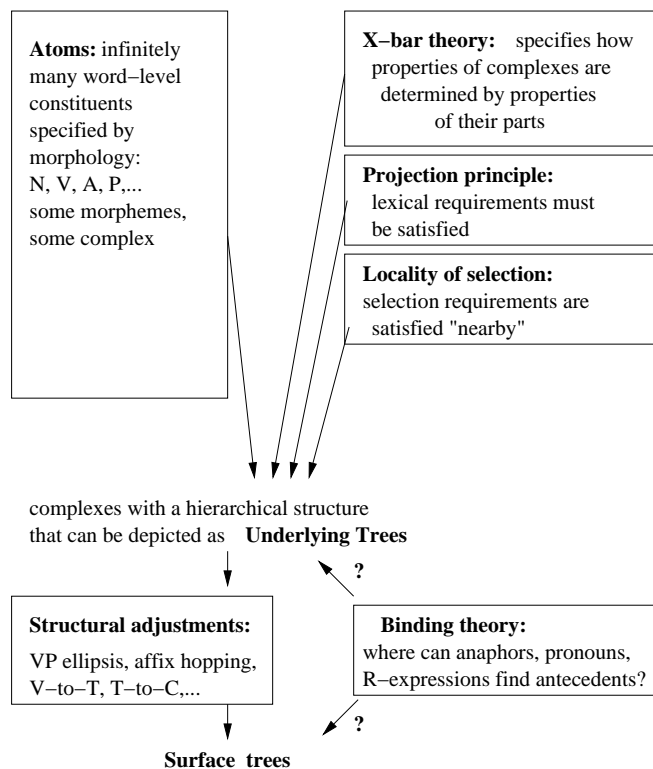 Atoms: infinitely
many word−level
constituents
specified by
morphology:
N, V, A, P,...
some morphemes,
some complex
X−bar theory: specifies how
properties of complexes are
determined by properties
of their parts
Projection principle:
lexical requirements must
be satisfied
Locality of selection:
selection requirements are
satisfied "nearby"
complexes with a hierarchical structure
that can be depicted as Underlying Trees
?
Structural adjustments:
VP ellipsis, affix hopping,
V−to−T, T−to−C,...
Binding theory:
where can anaphors, pronouns,
R−expressions find antecedents?
?
Surface trees